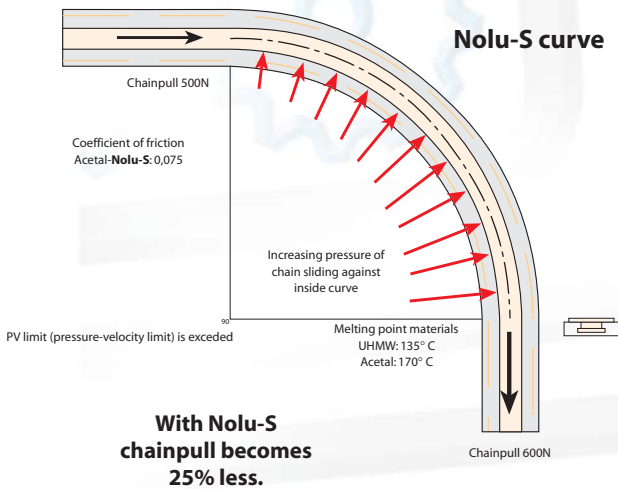 Nolu-S curve
Chainpull 500N
Coefficient of friction
Acetal-Nolu-S: 0,075
Increasing pressure of
chain sliding against
inside curve
90
PV limit (pressure-velocity limit) is exceded
Melting point materials
UHMW: 135° C
Acetal: 170° C
With Nolu-S
chainpull becomes
25% less.
Chainpull 600N